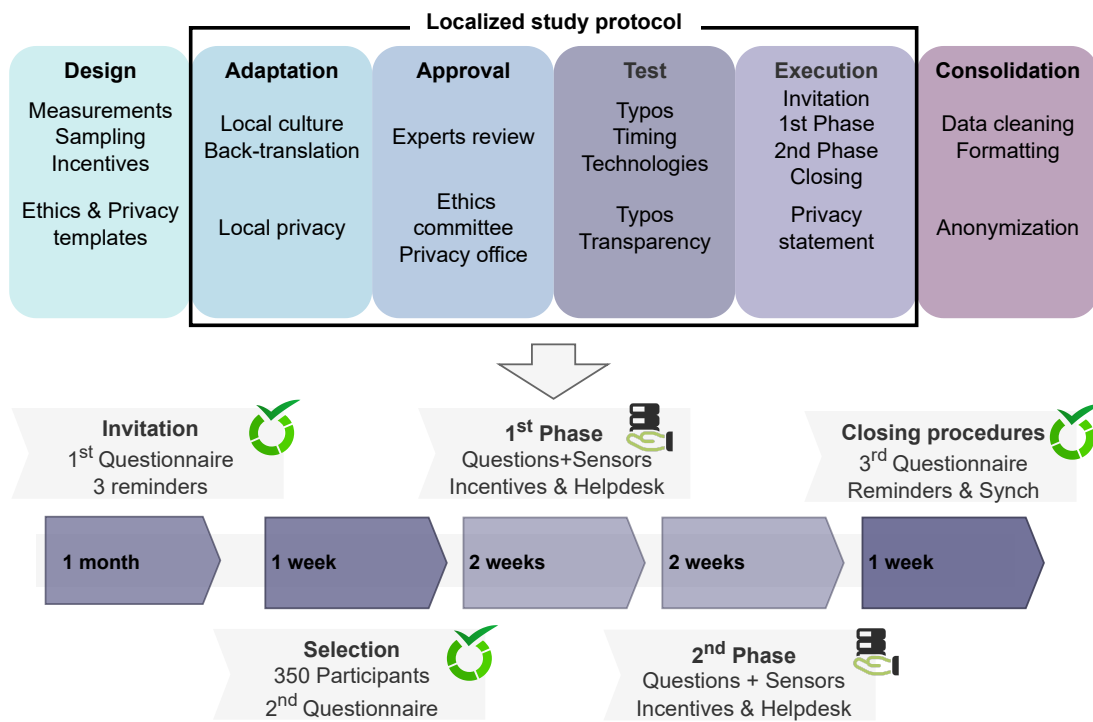 Localized study protocol
Design
Measurements
Sampling
Incentives
Ethics & Privacy
templates
Adaptation
Local culture
Back-translation
Local privacy
Approval
Experts review
Ethics
committee
Privacy office
Test
Typos
Timing
Technologies
Typos
Transparency
Execution
Invitation
1st Phase
2nd Phase
Closing
Privacy
statement
Consolidation
Data cleaning
Formatting
Anonymization
Invitation
1st Questionnaire
3 reminders
1st Phase
Questions+Sensors
Incentives & Helpdesk
Closing procedures
3rd Questionnaire
Reminders & Synch
1 month
1 week
2 weeks
2 weeks
1 week
Selection
350 Participants
2nd Questionnaire
2nd Phase
Questions + Sensors
Incentives & Helpdesk